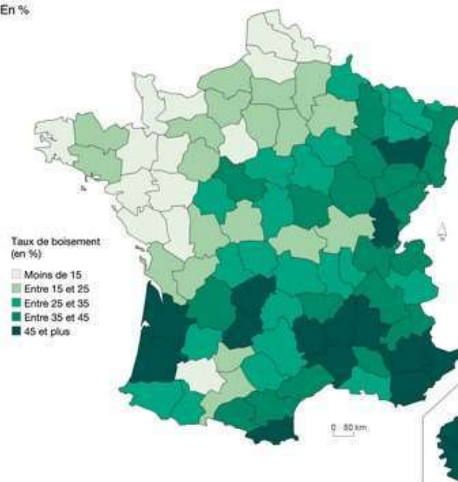 En %
Taux de boisement
(en %)
Moins de 15
Entre 15 et 25
Entre 25 et 35
Entre 35 et 45
45 et plus
0 50 km